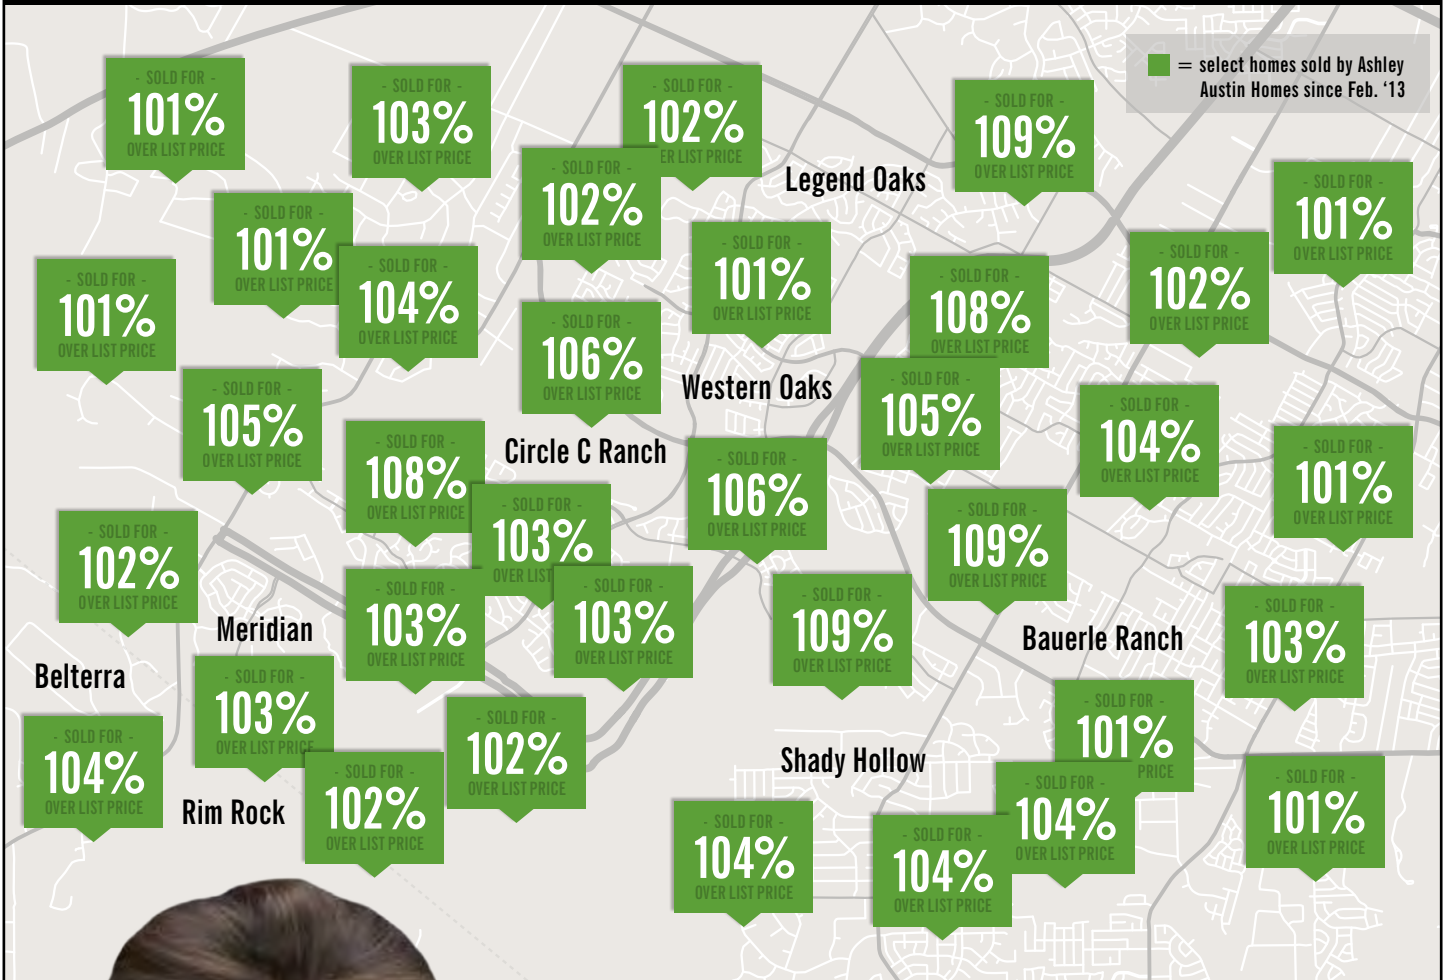 = select homes sold by Ashley
Austin Homes since Feb. ‘13
- SOLD FOR -
101%
OVER LIST PRICE
- SOLD FOR -
103%
OVER LIST PRICE
- SOLD FOR -
102%
ER LIST PRICE
- SOLD FOR -
109%
OVER LIST PRICE
- SOLD FOR -
102%
OVER LIST PRICE
Legend Oaks
- SOLD FOR -
101%
OVER LIST PRICE
- SOLD FOR -
101%
OVER LIST PRICE
- SOLD FOR -
104%
OVER LIST PRICE
- SOLD FOR -
101%
OVER LIST PRICE
- SOLD FOR -
101%
OVER LIST PRICE
- SOLD FOR -
108%
OVER LIST PRICE
- SOLD FOR -
102%
OVER LIST PRICE
- SOLD FOR -
106%
OVER LIST PRICE
Western Oaks
- SOLD FOR -
105%
OVER LIST PRICE
- SOLD FOR -
105%
OVER LIST PRICE
- SOLD FOR -
104%
OVER LIST PRICE
Circle C Ranch
- SOLD FOR -
108%
OVER LIST PRICE
- SOLD FOR -
106%
OVER LIST PRICE
- SOLD FOR -
101%
OVER LIST PRICE
- SOLD FOR -
103%
OVER LIST
- SOLD FOR -
109%
OVER LIST PRICE
- SOLD FOR -
102%
OVER LIST PRICE
Meridian
- SOLD FOR -
103%
OVER LIST PRICE
- SOLD FOR -
103%
OVER LIST PRICE
- SOLD FOR -
109%
OVER LIST PRICE
Bauerle Ranch
- SOLD FOR -
103%
OVER LIST PRICE
Belterra
- SOLD FOR -
103%
OVER LIST PRICE
- SOLD FOR -
102%
OVER LIST PRICE
- SOLD FOR -
101%
PRICE
- SOLD FOR -
104%
OVER LIST PRICE
Rim Rock
- SOLD FOR -
102%
OVER LIST PRICE
Shady Hollow
- SOLD FOR -
104%
OVER LIST PRICE
- SOLD FOR -
101%
OVER LIST PRICE
- SOLD FOR -
104%
OVER LIST PRICE
- SOLD FOR -
104%
OVER LIST PRICE